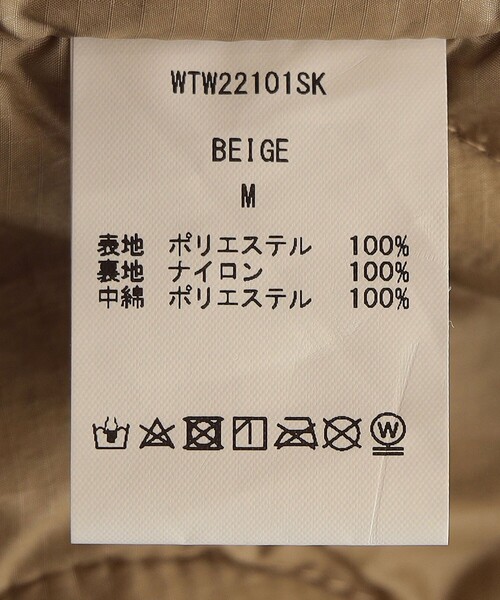 WTW22101SK
BEIGE
M
表地 ポリエステル 100%
裏地 ナイロン 100%
中綿 ポリエステル 100%
W